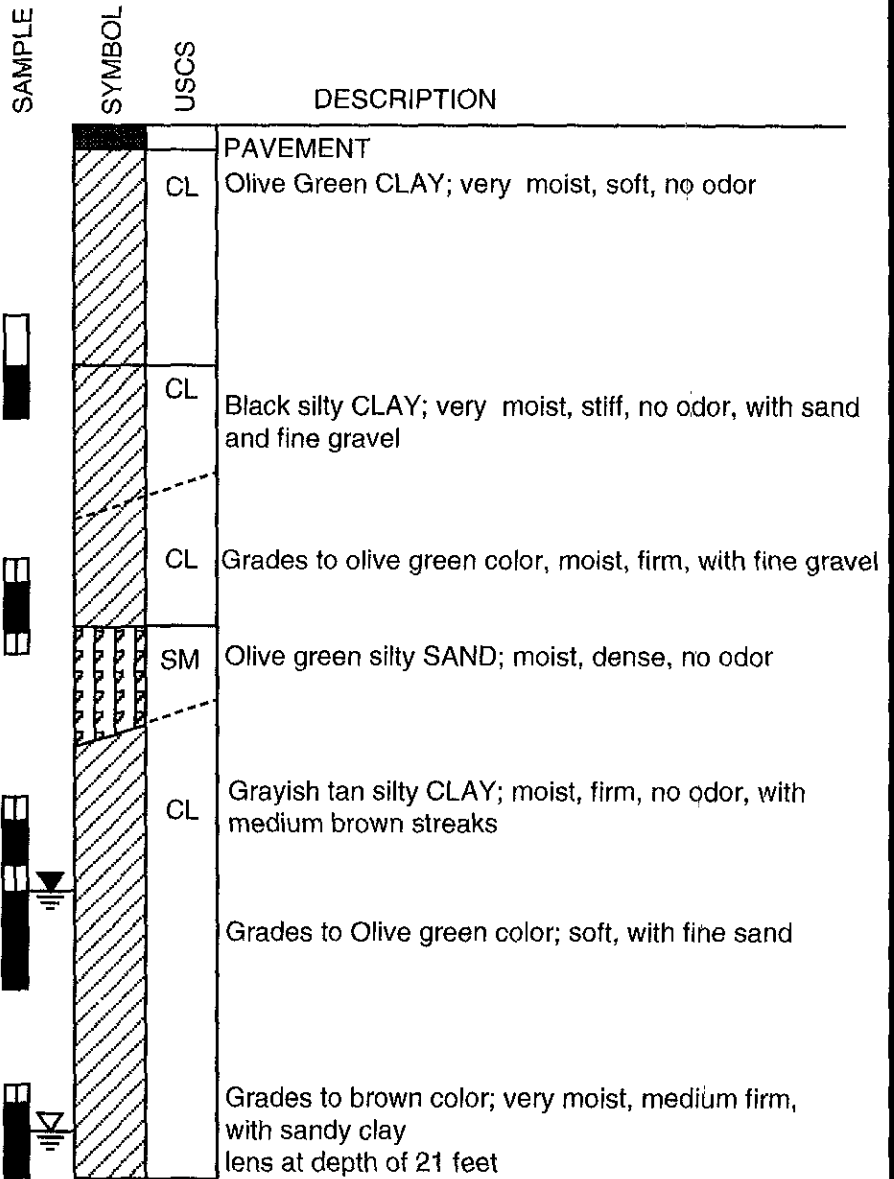 SAMPLE
SYMBOL
USCS
DESCRIPTION
PAVEMENT
CL
Olive Green CLAY; very moist, soft, no odor
CL
Black silty CLAY; very moist, stiff, no odor, with sand
and fine gravel
CL
Grades to olive green color, moist, firm, with fine gravel
SM
Olive green silty SAND; moist, dense, no odor
CL
Grayish tan silty CLAY; moist, firm, no odor, with
medium brown streaks
Grades to Olive green color; soft, with fine sand
Grades to brown color; very moist, medium firm,
with sandy clay
lens at depth of 21 feet